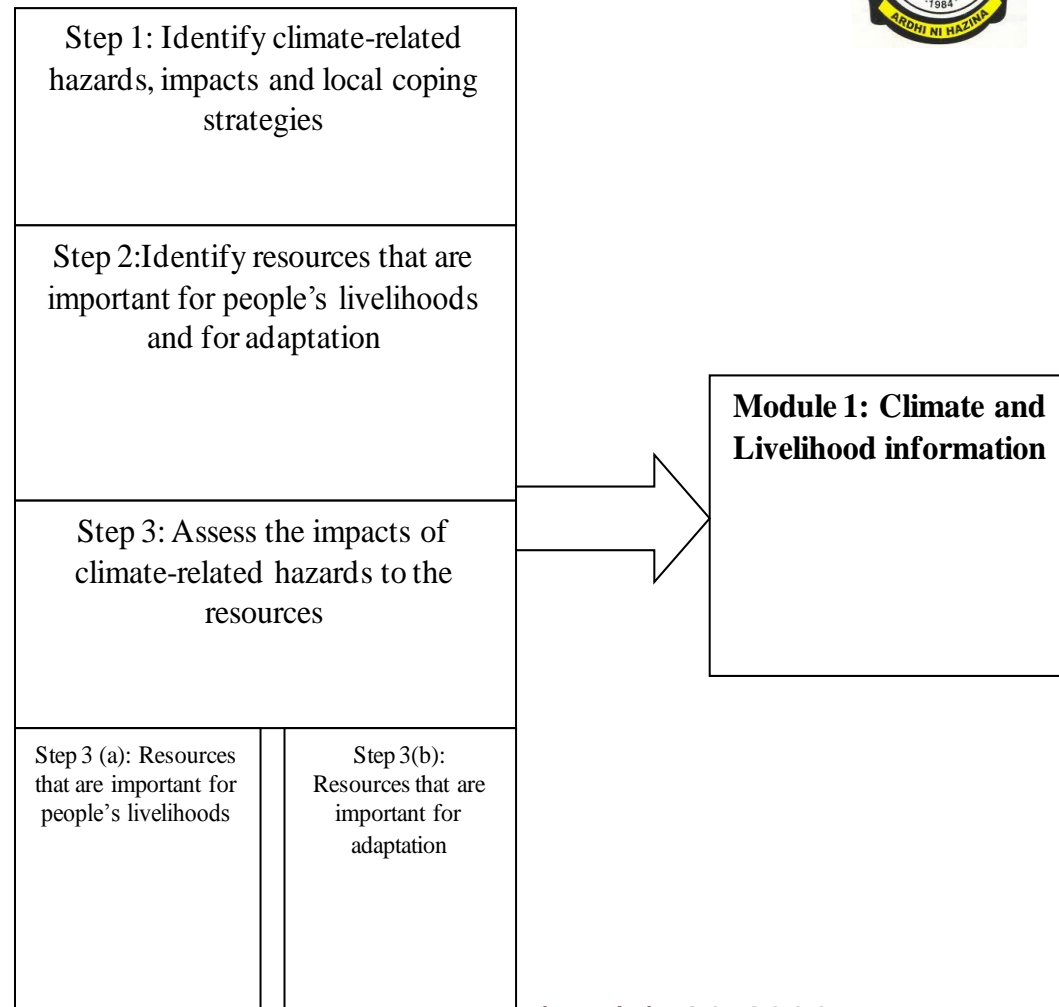 1984
ARDHI NI HAZINA
Step 1: Identify climate-related
hazards, impacts and local coping
strategies
Step 2:Identify resources that are
important for people’s livelihoods
and for adaptation
Module 1: Climate and
Livelihood information
Step 3: Assess the impacts of
climate-related hazards to the
resources
Step 3 (a): Resources
that are important for
people’s livelihoods
Step 3(b):
Resources that are
important for
adaptation